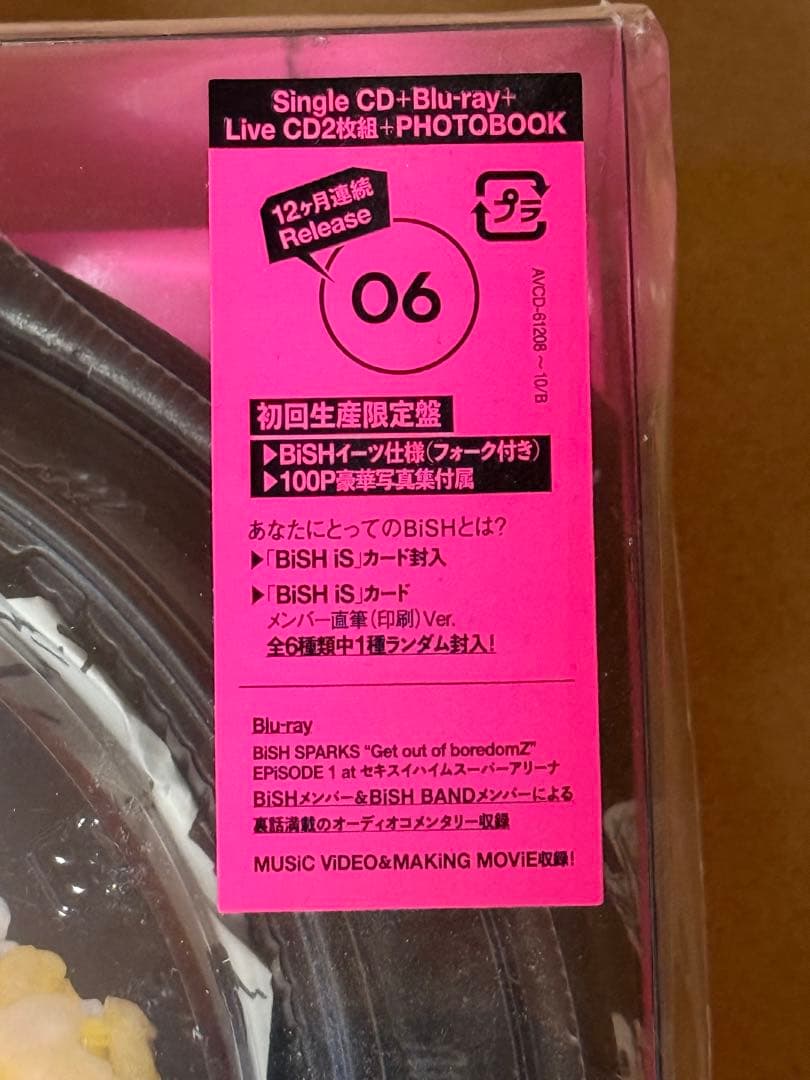 Single CD+Blu-ray+
Live CD2枚組+PHOTOBOOK
12ヶ月連続
Release
06
プラ
AVCD-61208～10/B
初回生産限定盤
▶BiSHイーツ仕様(フォーク付き)
▶100P豪華写真集付属
あなたにとってのBiSHとは?
▶「BiSH iS」カード封入
▶「BiSH iS」カード
メンバー直筆(印刷)Ver.
全6種類中1種ランダム封入!
Blu-ray
BiSH SPARKS "Get out of boredomZ"
EPiSODE 1 at セキスイハイムスーパーアリーナ
BiSHメンバー&BiSH BANDメンバーによる
裏話満載のオーディオコメンタリー収録
MUSiC ViDEO&MAKiNG MOViE収録!